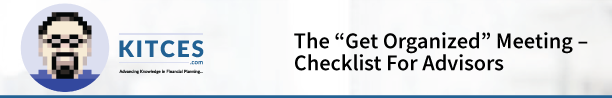 KITCES
.com
Advancing Knowledge in Financial Planning...
The “Get Organized” Meeting –
Checklist For Advisors